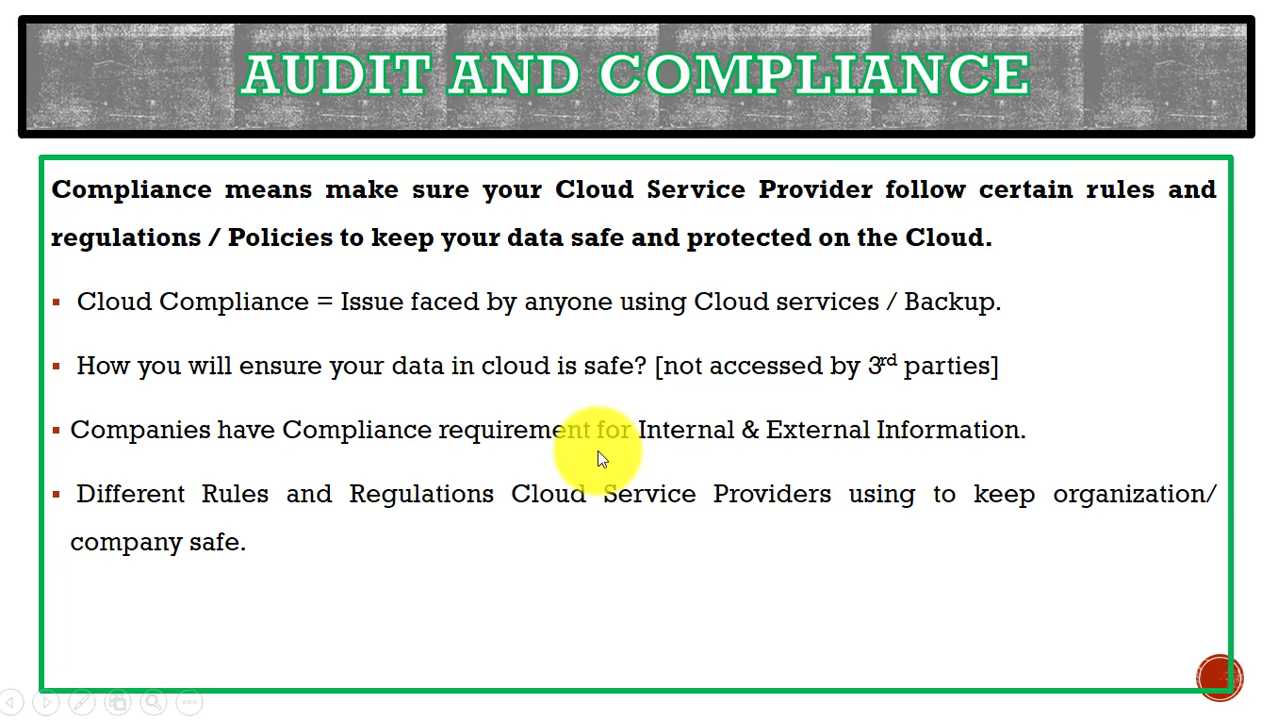 AUDIT AND COMPLIANCE
Compliance means make sure your Cloud Service Provider follow certain rules and
regulations / Policies to keep your data safe and protected on the Cloud.
▪ Cloud Compliance = Issue faced by anyone using Cloud services / Backup.
▪ How you will ensure your data in cloud is safe? [not accessed by 3rd parties]
▪ Companies have Compliance requirement for Internal & External Information.
▪ Different Rules and Regulations Cloud Service Providers using to keep organization/
company safe.